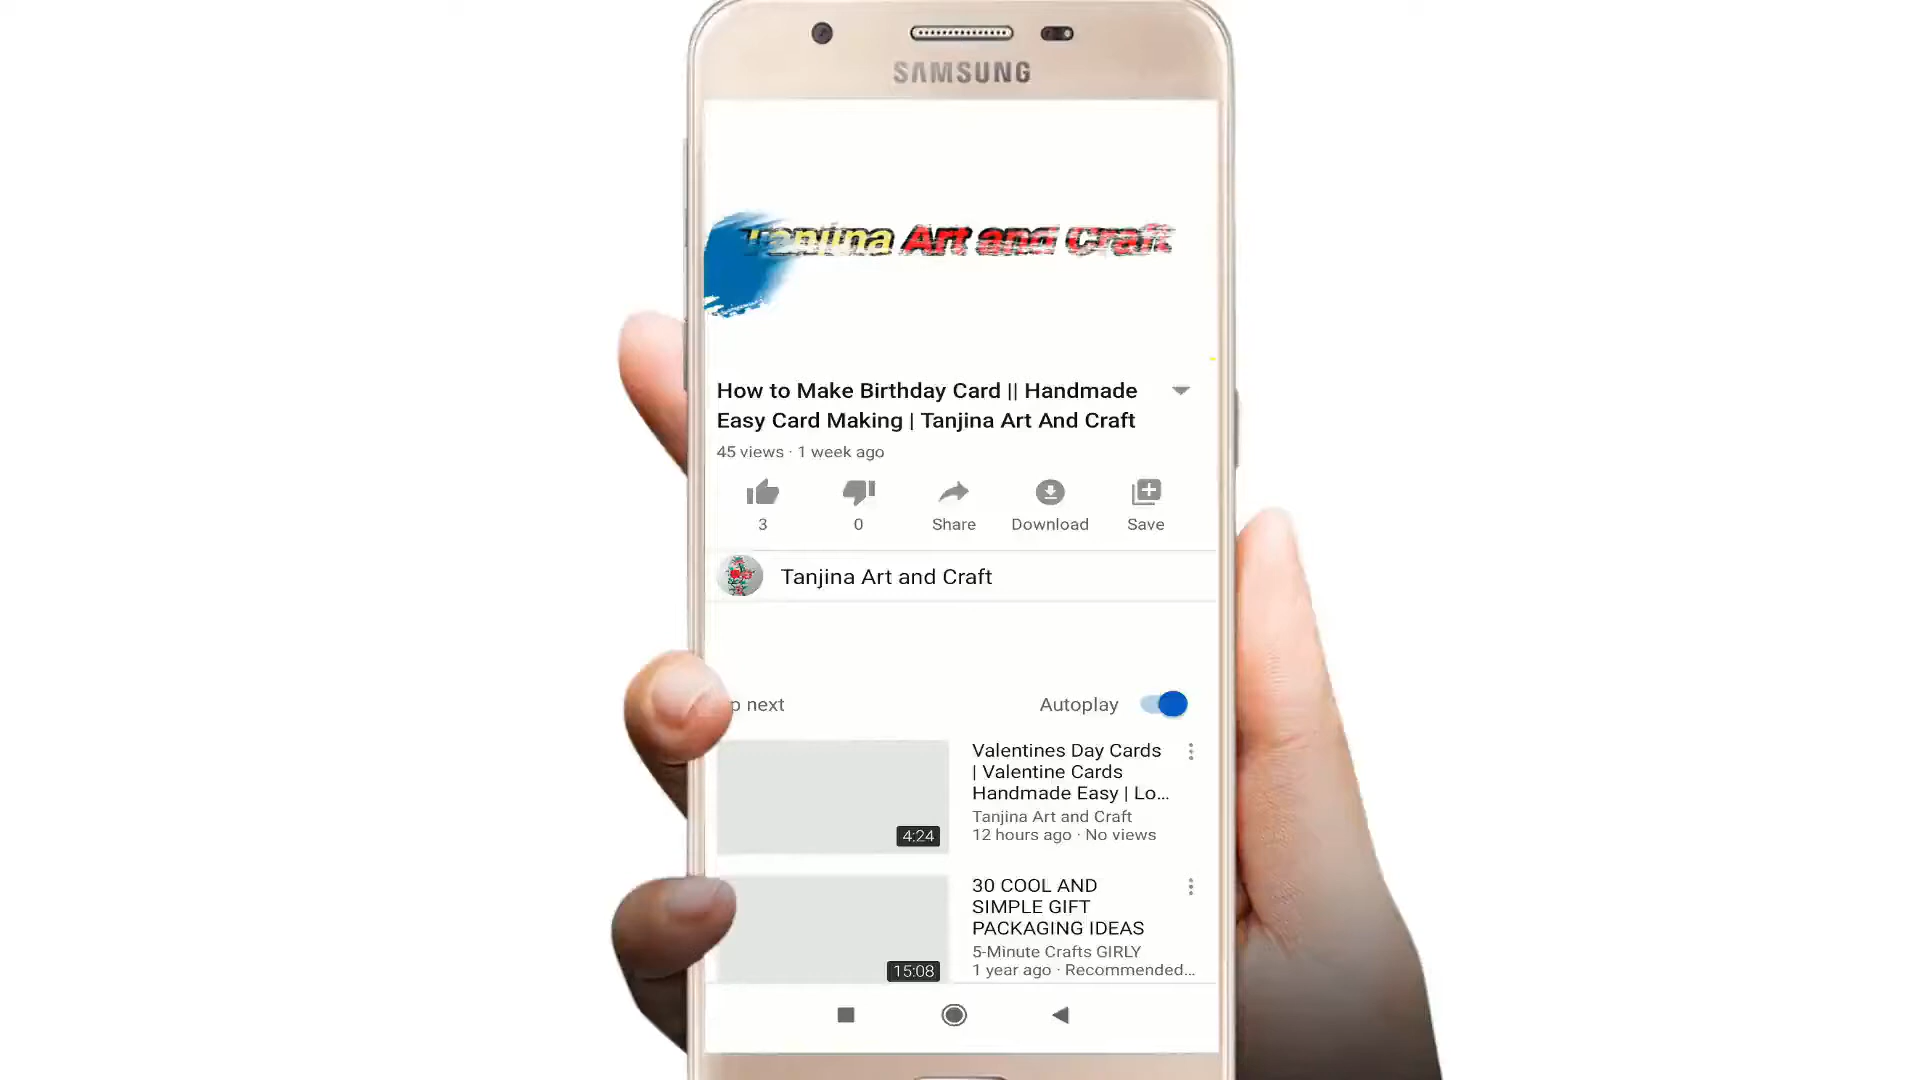 SAMSUNG
Tanjina Art and Craft
How to Make Birthday Card || Handmade
Easy Card Making | Tanjina Art And Craft
45 views · 1 week ago
3
0
Share
Download
Save
Tanjina Art and Craft
p next
Autoplay
Valentines Day Cards
| Valentine Cards
Handmade Easy | Lo...
Tanjina Art and Craft
12 hours ago · No views
4:24
30 COOL AND
SIMPLE GIFT
PACKAGING IDEAS
5-Minute Crafts GIRLY
1 year ago · Recommended...
15:08